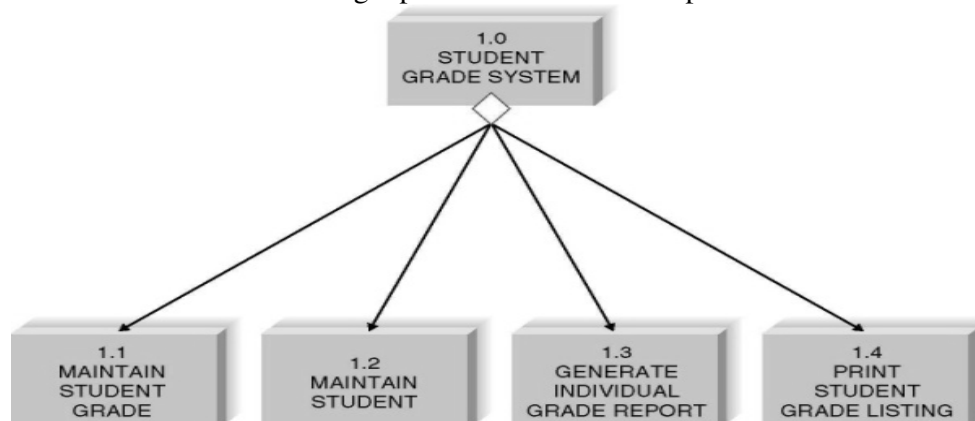 1.0
STUDENT
GRADE SYSTEM
1.1
MAINTAIN
STUDENT
GRADE
1.2
MAINTAIN
STUDENT
1.3
GENERATE
INDIVIDUAL
GRADE REPORT
1.4
PRINT
STUDENT
GRADE LISTING